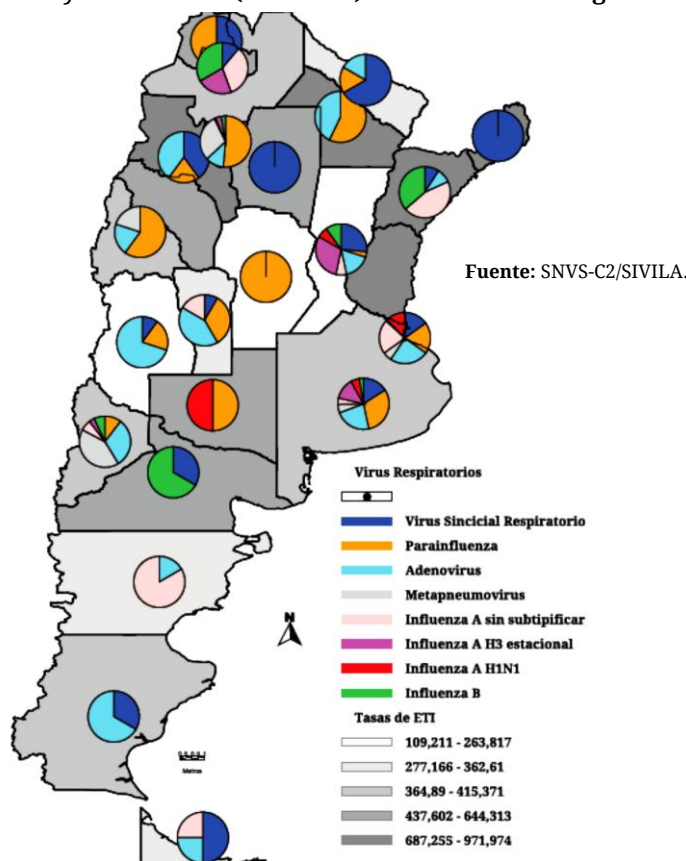 Fuente: SNVS-C2/SIVILA.
Virus Respiratorios
Virus Sincicial Respiratorio
Parainfluenza
Adenovirus
Metapneumovirus
Influenza A sin subtipificar
Influenza A H3 estacional
Influenza A H1N1
Influenza B
N
Tasas de ETI
109,211 - 263,817
277,166 - 362,61
364,89 - 415,371
437,602 - 644,313
687,255 - 971,974
Metros